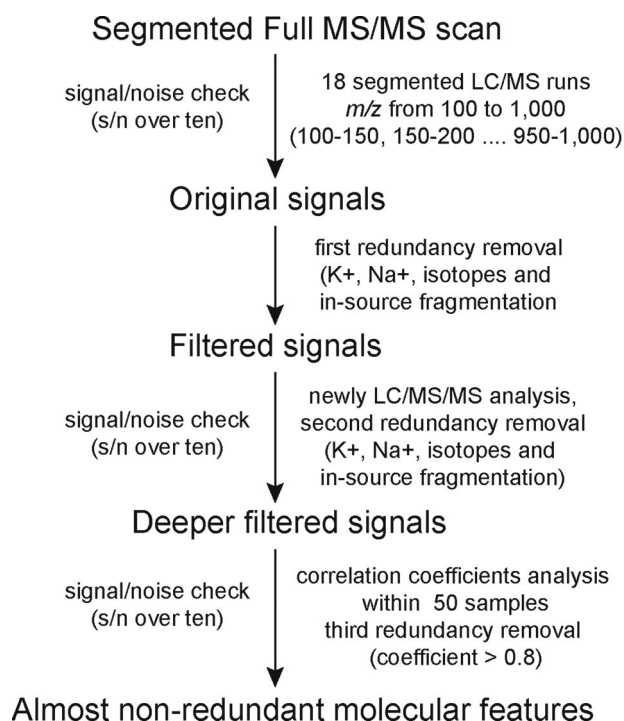 Segmented Full MS/MS scan
signal/noise check
(s/n over ten)
18 segmented LC/MS runs
m/z from 100 to 1,000
(100-150, 150-200 .... 950-1,000)
Original signals
first redundancy removal
(K+, Na+, isotopes and
in-source fragmentation
Filtered signals
signal/noise check
(s/n over ten)
newly LC/MS/MS analysis,
second redundancy removal
(K+, Na+, isotopes and
in-source fragmentation)
Deeper filtered signals
signal/noise check
(s/n over ten)
correlation coefficients analysis
within 50 samples
third redundancy removal
(coefficient > 0.8)
Almost non-redundant molecular features